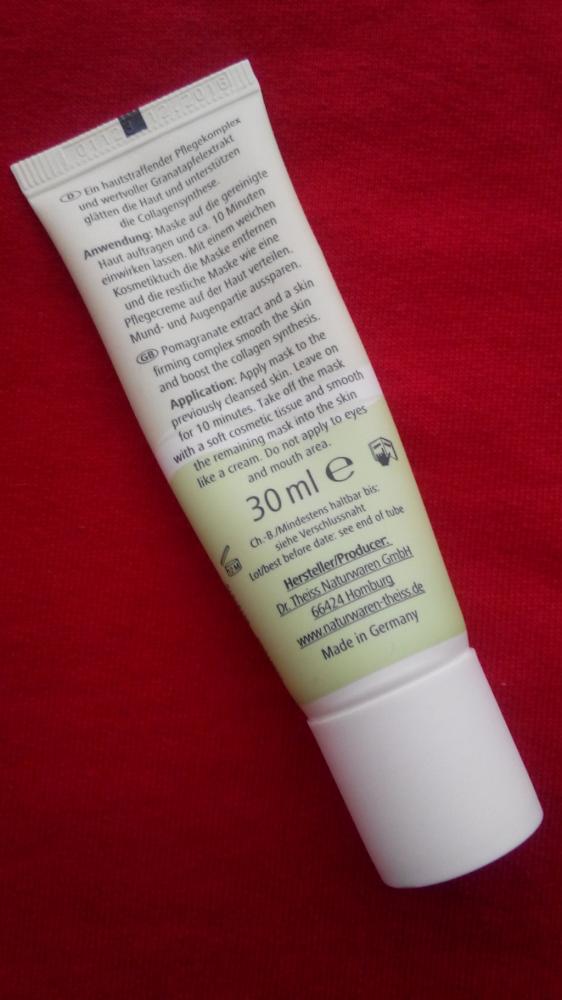 12.2016
D Ein hautstraffender Pflegekomplex
und wertvoller Granatapfelextrakt
glätten die Haut und unterstützen
die Collagensynthese.
Anwendung: Maske auf die gereinigte
Haut auftragen und ca. 10 Minuten
einwirken lassen. Mit einem weichen
Kosmetiktuch die Maske entfernen
und die restliche Maske wie eine
Pflegecreme auf der Haut verteilen.
Mund- und Augenpartie aussparen.
GB Pomagranate extract and a skin
firming complex smooth the skin
and boost the collagen synthesis.
Application: Apply mask to the
previously cleansed skin. Leave on
for 10 minutes. Take off the mask
with a soft cosmetic tissue and smooth
the remaining mask into the skin
like a cream. Do not apply to eyes
and mouth area.
30 ml e
Ch.-B./Mindestens haltbar bis:
siehe Verschlussnaht
Lot/best before date: see end of tube
Hersteller/Producer:
Dr. Theiss Naturwaren GmbH
66424 Homburg
www.naturwaren-theiss.de
Made in Germany